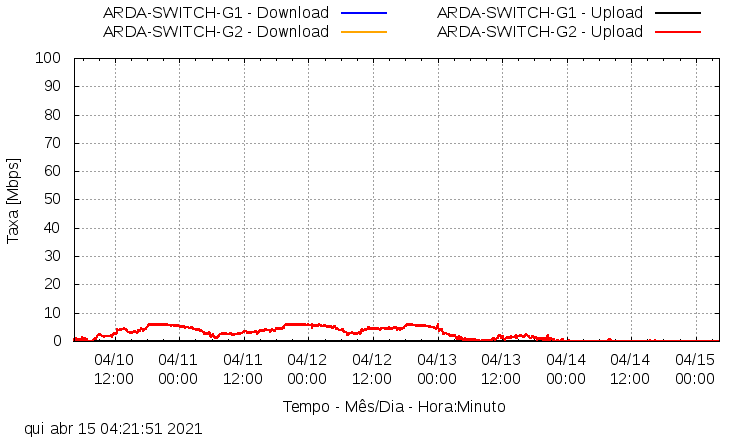 ARDA-SWITCH-G1 - Download ARDA-SWITCH-G1 - Upload
ARDA-SWITCH-G2 - Download ARDA-SWITCH-G2 - Upload
100
90
80
70
60
50
40
30
20
10
0
Taxa [Mbps]
04/10 04/11 04/11 04/12 04/12 04/13 04/13 04/14 04/14 04/15
12:00 00:00 12:00 00:00 12:00 00:00 12:00 00:00 12:00 00:00
Tempo - Mês/Dia - Hora:Minuto
qui abr 15 04:21:51 2021